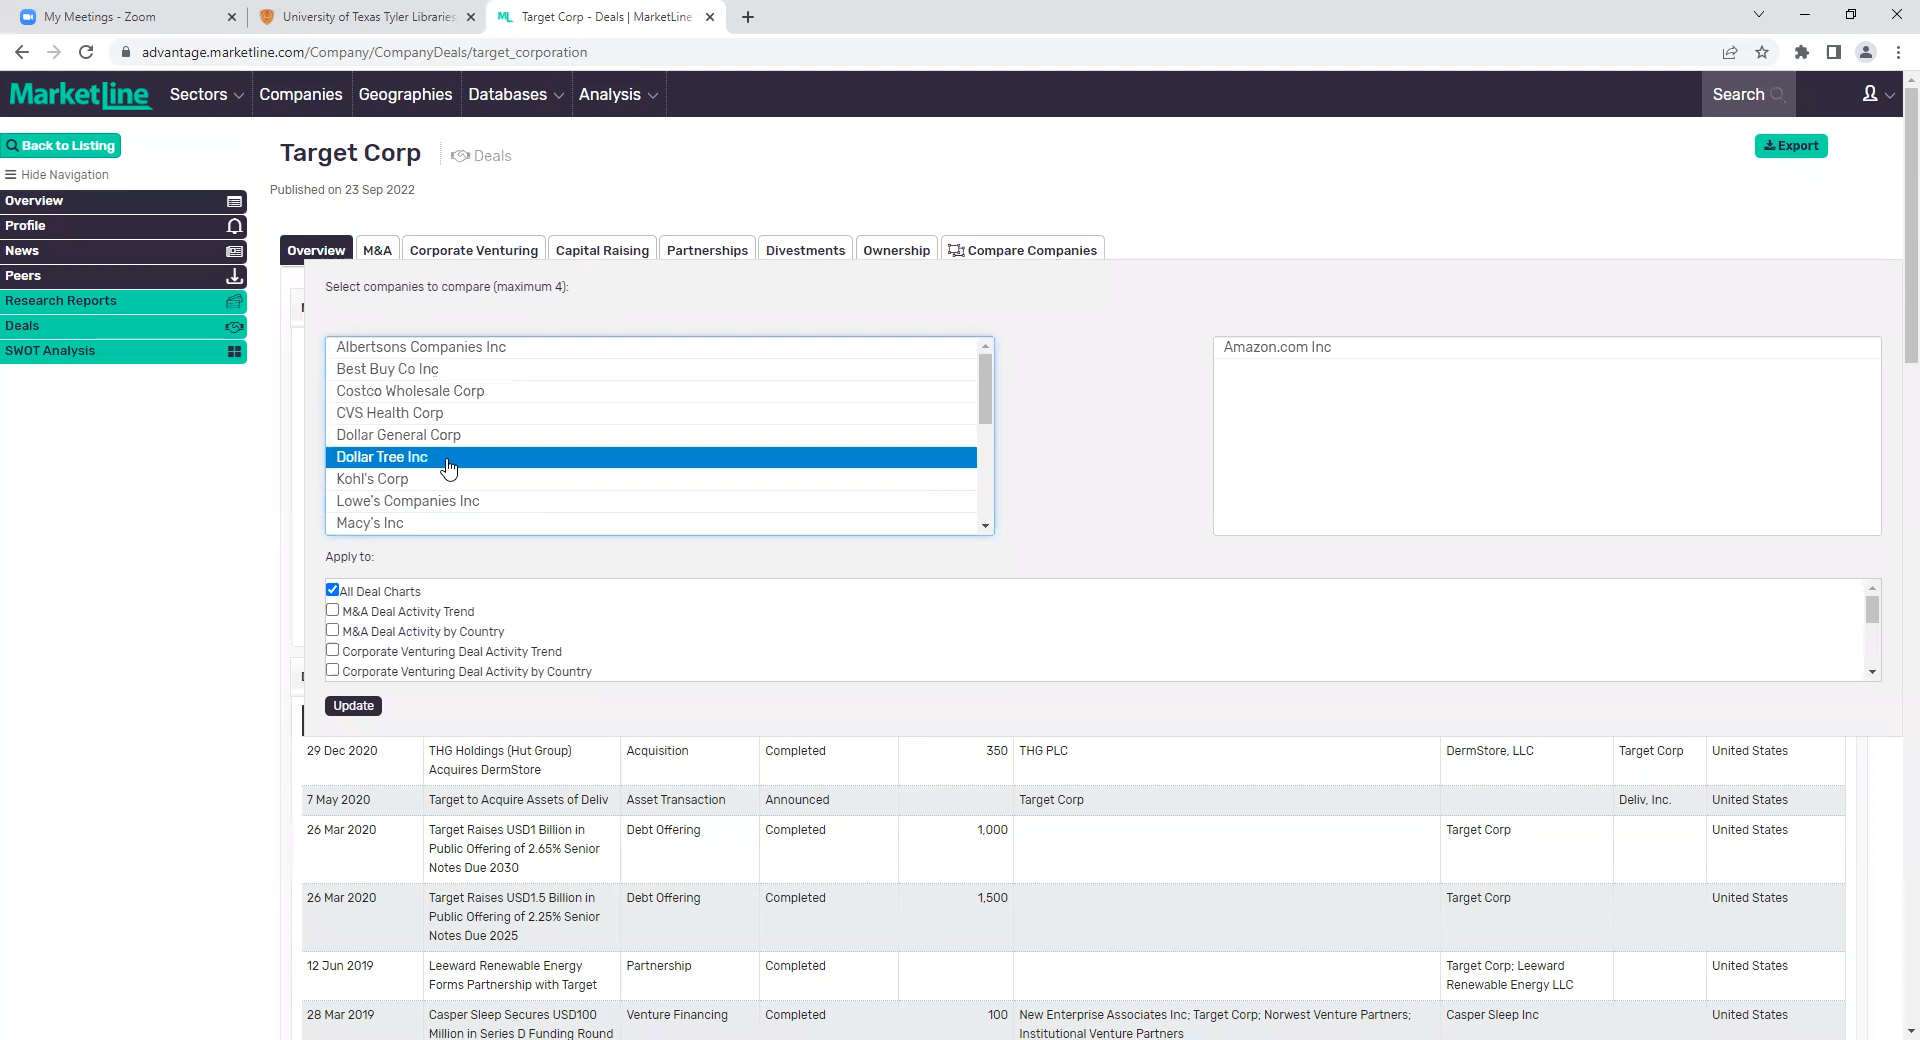 My Meetings - Zoom
University of Texas Tyler Libraries
ML Target Corp - Deals | MarketLine
advantage.marketline.com/Company/CompanyDeals/target_corporation
MarketLine Sectors Companies Geographies Databases Analysis Search
Back to Listing
Hide Navigation
Overview
Profile
News
Peers
Research Reports
Deals
SWOT Analysis
Target Corp Deals
Export
Published on 23 Sep 2022
Overview M&A Corporate Venturing Capital Raising Partnerships Divestments Ownership Compare Companies
Select companies to compare (maximum 4):
Albertsons Companies Inc
Best Buy Co Inc
Costco Wholesale Corp
CVS Health Corp
Dollar General Corp
Dollar Tree Inc
Kohl's Corp
Lowe's Companies Inc
Macy's Inc
Amazon.com Inc
Apply to:
All Deal Charts
M&A Deal Activity Trend
M&A Deal Activity by Country
Corporate Venturing Deal Activity Trend
Corporate Venturing Deal Activity by Country
Update
29 Dec 2020 THG Holdings (Hut Group) Acquisition Completed 350 THG PLC DermStore, LLC Target Corp United States
Acquires DermStore
7 May 2020 Target to Acquire Assets of Deliv Asset Transaction Announced Target Corp Deliv, Inc. United States
26 Mar 2020 Target Raises USD1 Billion in Debt Offering Completed 1,000 Target Corp United States
Public Offering of 2.65% Senior
Notes Due 2030
26 Mar 2020 Target Raises USD1.5 Billion in Debt Offering Completed 1,500 Target Corp United States
Public Offering of 2.25% Senior
Notes Due 2025
12 Jun 2019 Leeward Renewable Energy Partnership Completed Target Corp; Leeward United States
Forms Partnership with Target Renewable Energy LLC
28 Mar 2019 Casper Sleep Secures USD100 Venture Financing Completed 100 New Enterprise Associates Inc; Target Corp; Norwest Venture Partners; Casper Sleep Inc United States
Million in Series D Funding Round Institutional Venture Partners